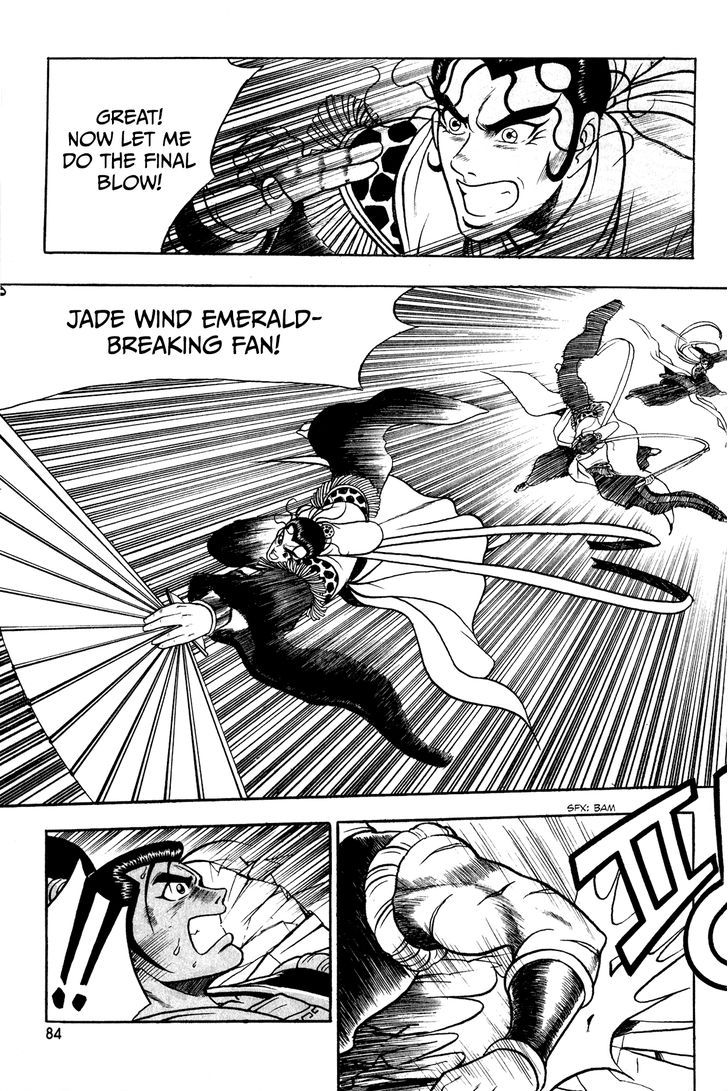 GREAT!
NOW LET ME
DO THE FINAL
BLOW!
JADE WIND EMERALD-
BREAKING FAN!
SFX: BAM
!!
84